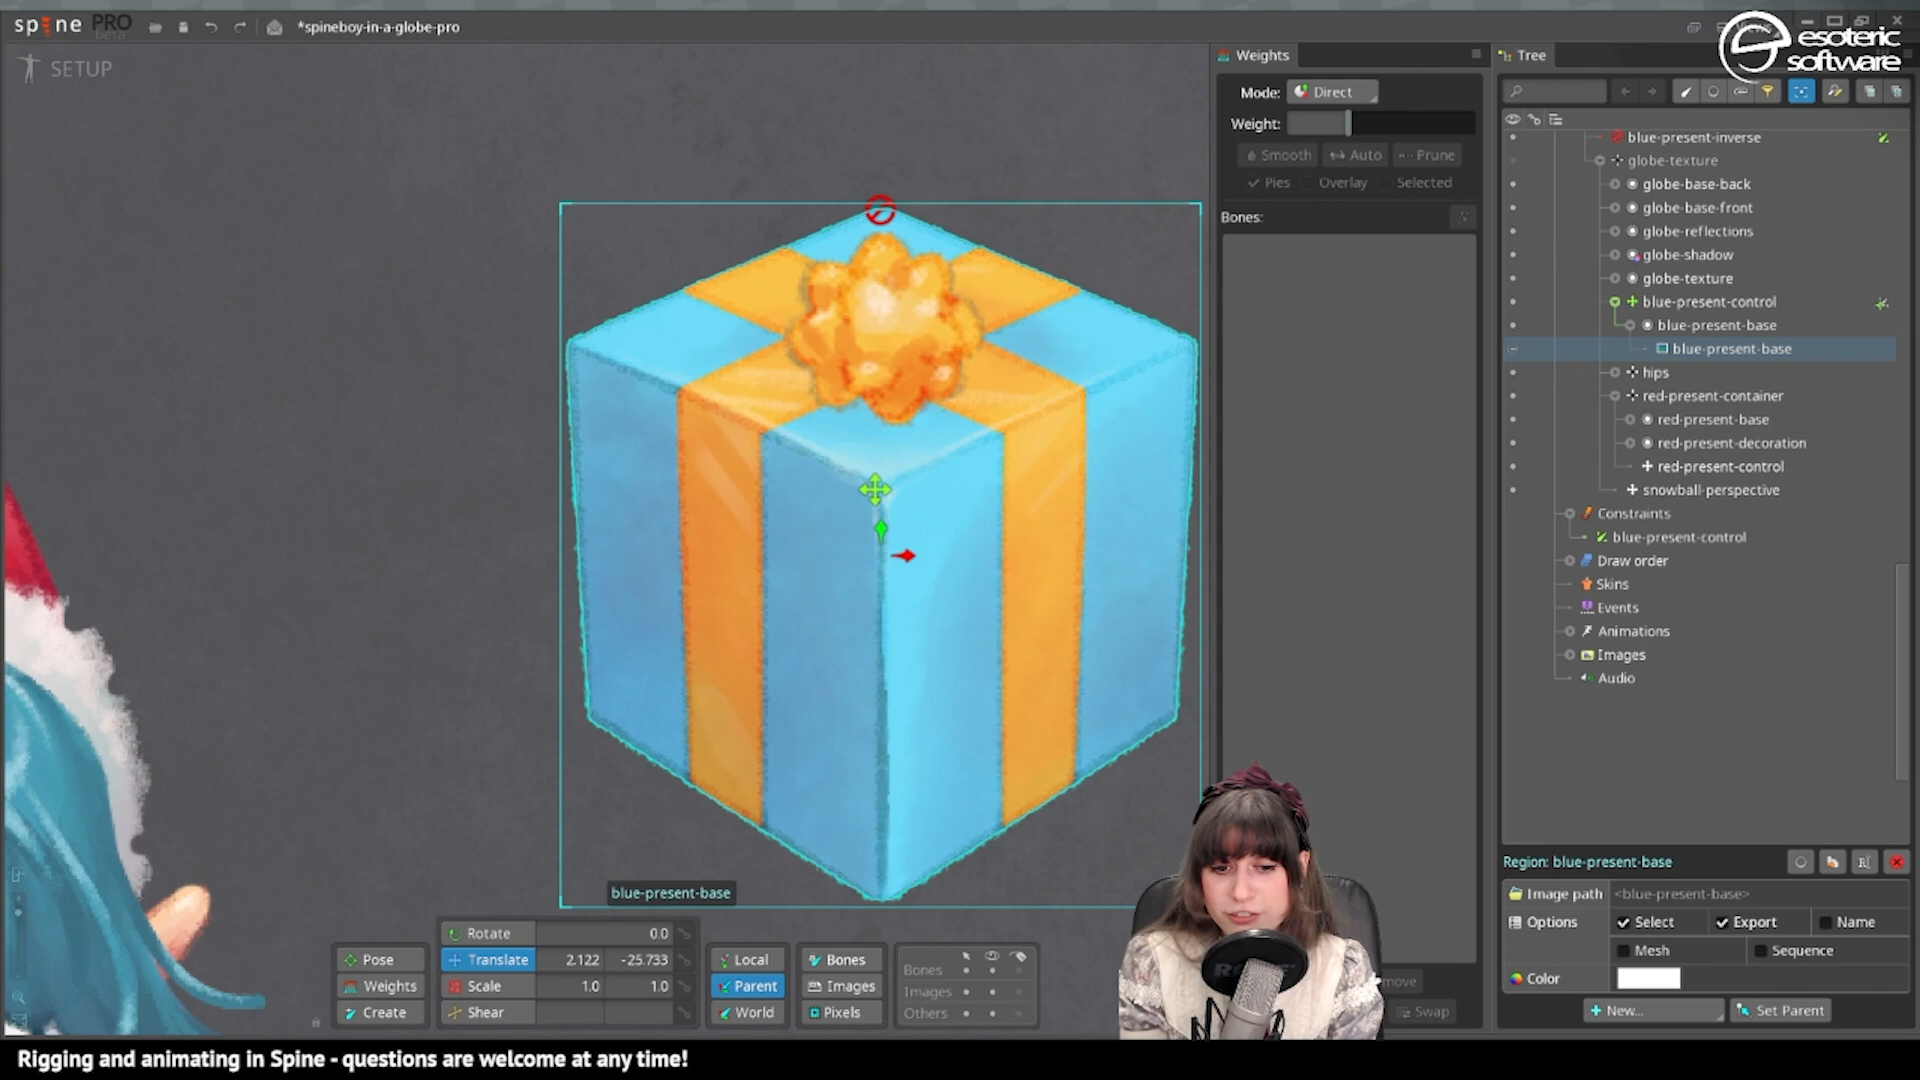 spine PRO
beta
*spineboy-in-a-globe-pro
esoteric
software
SETUP
Weights
Mode: Direct
Weight:
Smooth
Auto
Prune
Pies
Overlay
Selected
Bones:
Tree
blue-present-inverse
globe-texture
globe-base-back
globe-base-front
globe-reflections
globe-shadow
globe-texture
blue-present-control
blue-present-base
blue-present-base
hips
red-present-container
red-present-base
red-present-decoration
red-present-control
snowball-perspective
Constraints
blue-present-control
Draw order
Skins
Events
Animations
Images
Audio
Region: blue-present-base
Image path <blue-present-base>
Options Select Export Name
Mesh Sequence
Color
New...
Set Parent
Swap
blue-present-base
Pose
Weights
Create
Rotate 0.0
Translate 2.122 -25.733
Scale 1.0 1.0
Shear
Local
Parent
World
Bones
Images
Pixels
Bones
Images
Others
RODE
Rigging and animating in Spine - questions are welcome at any time!